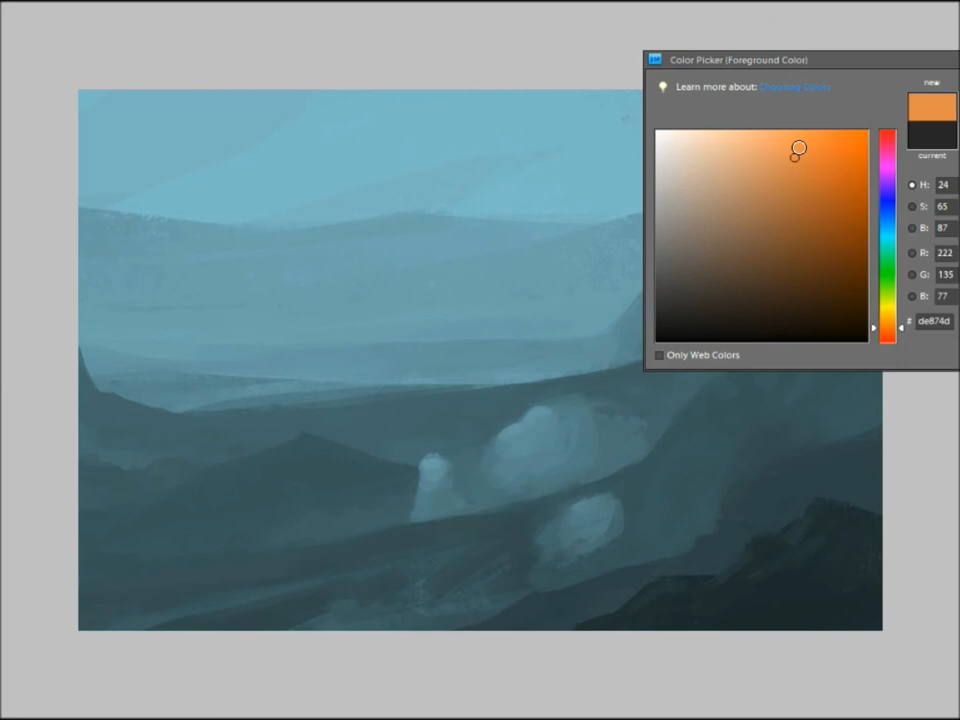 Color Picker (Foreground Color)
Learn more about: Choosing Colors
new
current
H: 24
S: 65
B: 87
R: 222
G: 135
B: 77
# de874d
Only Web Colors